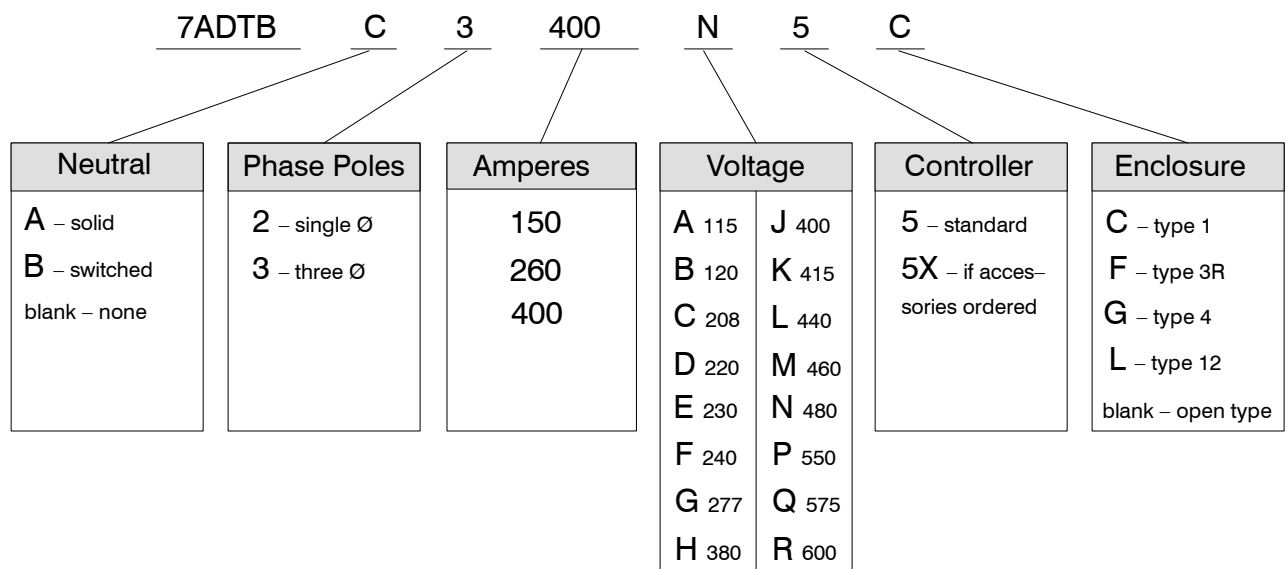 7ADTB C 3 400 N 5 C
Neutral
A – solid
B – switched
blank – none
Phase Poles
2 – single Ø
3 – three Ø
Amperes
150
260
400
Voltage
A 115 J 400
B 120 K 415
C 208 L 440
D 220 M 460
E 230 N 480
F 240 P 550
G 277 Q 575
H 380 R 600
Controller
5 – standard
5X – if acces–
sories ordered
Enclosure
C – type 1
F – type 3R
G – type 4
L – type 12
blank – open type